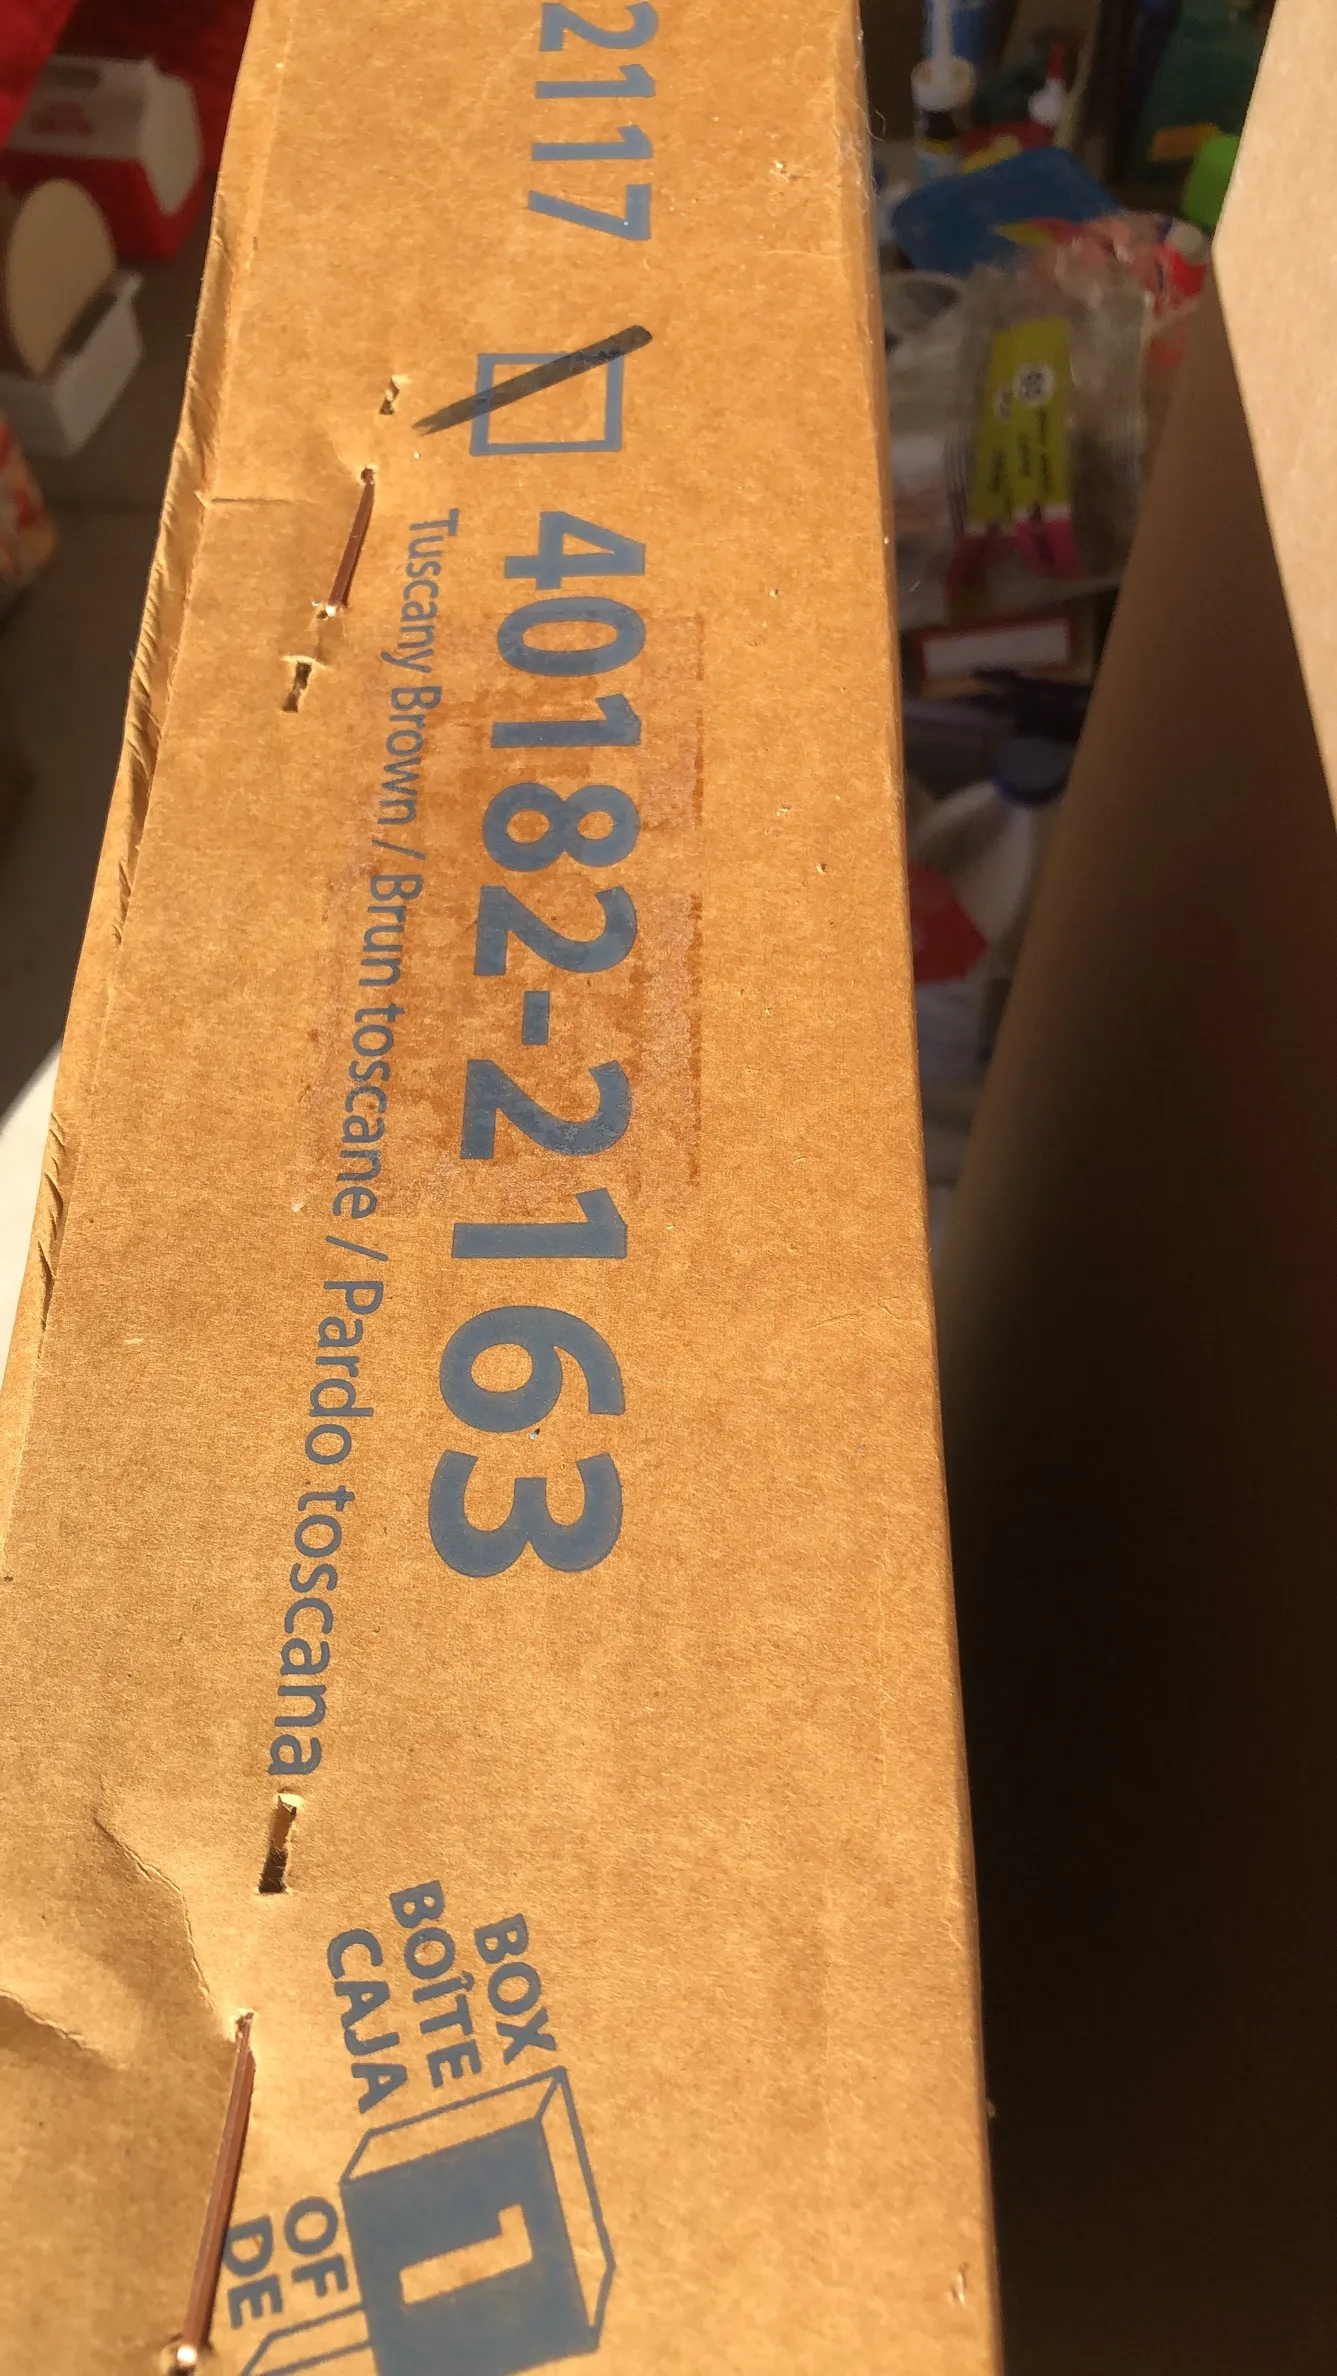 2117
40182-2163
Tuscany Brown / Brun toscane / Pardo toscana
BOX
BOÎTE
CAJA
1
OF
DE